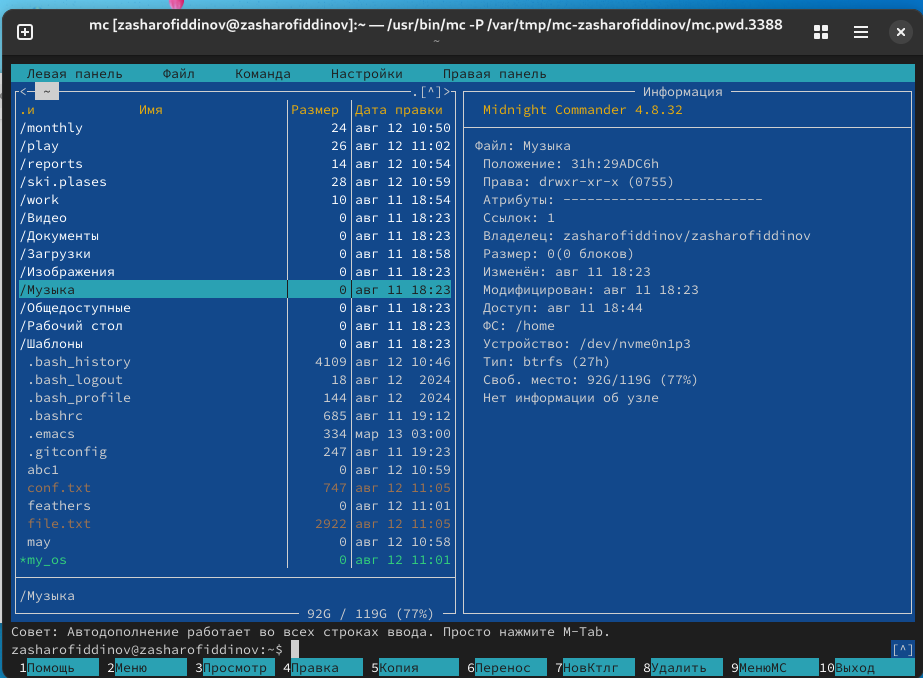 mc [zasharofiddinov@zasharofiddinov]:~ — /usr/bin/mc -P /var/tmp/mc-zasharofiddinov/mc.pwd.3388
~
Левая панель Файл Команда Настройки Правая панель
<- ~ .[^]>
.и Имя Размер Дата правки
/monthly 24 авг 12 10:50
/play 26 авг 12 11:02
/reports 14 авг 12 10:54
/ski.plases 28 авг 12 10:59
/work 10 авг 11 18:54
/Видео 0 авг 11 18:23
/Документы 0 авг 11 18:23
/Загрузки 0 авг 11 18:58
/Изображения 0 авг 11 18:23
/Музыка 0 авг 11 18:23
/Общедоступные 0 авг 11 18:23
/Рабочий стол 0 авг 11 18:23
/Шаблоны 0 авг 11 18:23
.bash_history 4109 авг 12 10:46
.bash_logout 18 авг 12 2024
.bash_profile 144 авг 12 2024
.bashrc 685 авг 11 19:12
.emacs 334 мар 13 03:00
.gitconfig 247 авг 11 19:23
abc1 0 авг 12 10:59
conf.txt 747 авг 12 11:05
feathers 0 авг 12 11:01
file.txt 2922 авг 12 11:05
may 0 авг 12 10:58
*my_os 0 авг 12 11:01
/Музыка
92G / 119G (77%)
Информация
Midnight Commander 4.8.32
Файл: Музыка
Положение: 31h:29ADC6h
Права: drwxr-xr-x (0755)
Атрибуты: -------------------------
Ссылок: 1
Владелец: zasharofiddinov/zasharofiddinov
Размер: 0(0 блоков)
Изменён: авг 11 18:23
Модифицирован: авг 11 18:23
Доступ: авг 11 18:44
ФС: /home
Устройство: /dev/nvme0n1p3
Тип: btrfs (27h)
Своб. место: 92G/119G (77%)
Нет информации об узле
Совет: Автодополнение работает во всех строках ввода. Просто нажмите M-Tab.
zasharofiddinov@zasharofiddinov:~$ [^]
1Помощь 2Меню 3Просмотр 4Правка 5Копия 6Перенос 7НовКтлг 8Удалить 9МенюMC 10Выход